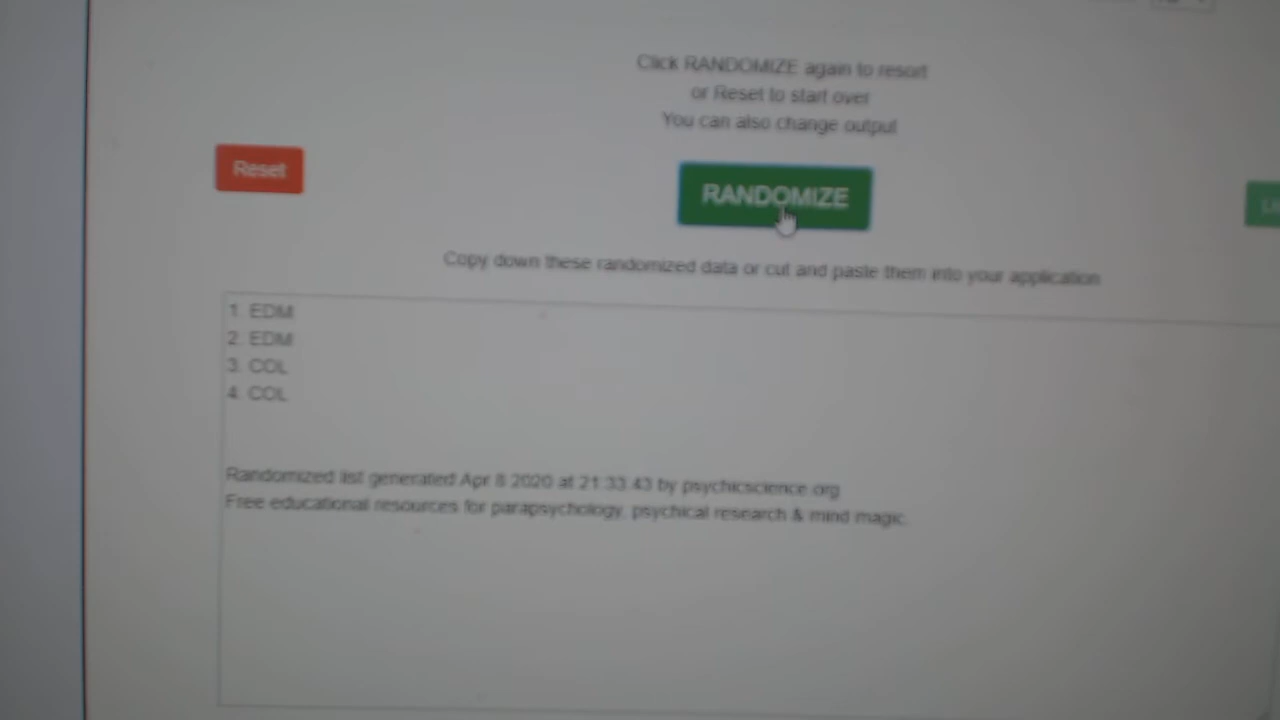 Click RANDOMIZE again to resort
or Reset to start over
You can also change output
Reset
RANDOMIZE
Copy down these randomized data or cut and paste them into your application
1. EDM
2. EDM
3. COL
4. COL
Randomized list generated Apr 8 2020 at 21:33:43 by psychicscience.org
Free educational resources for parapsychology, psychical research & mind magic.